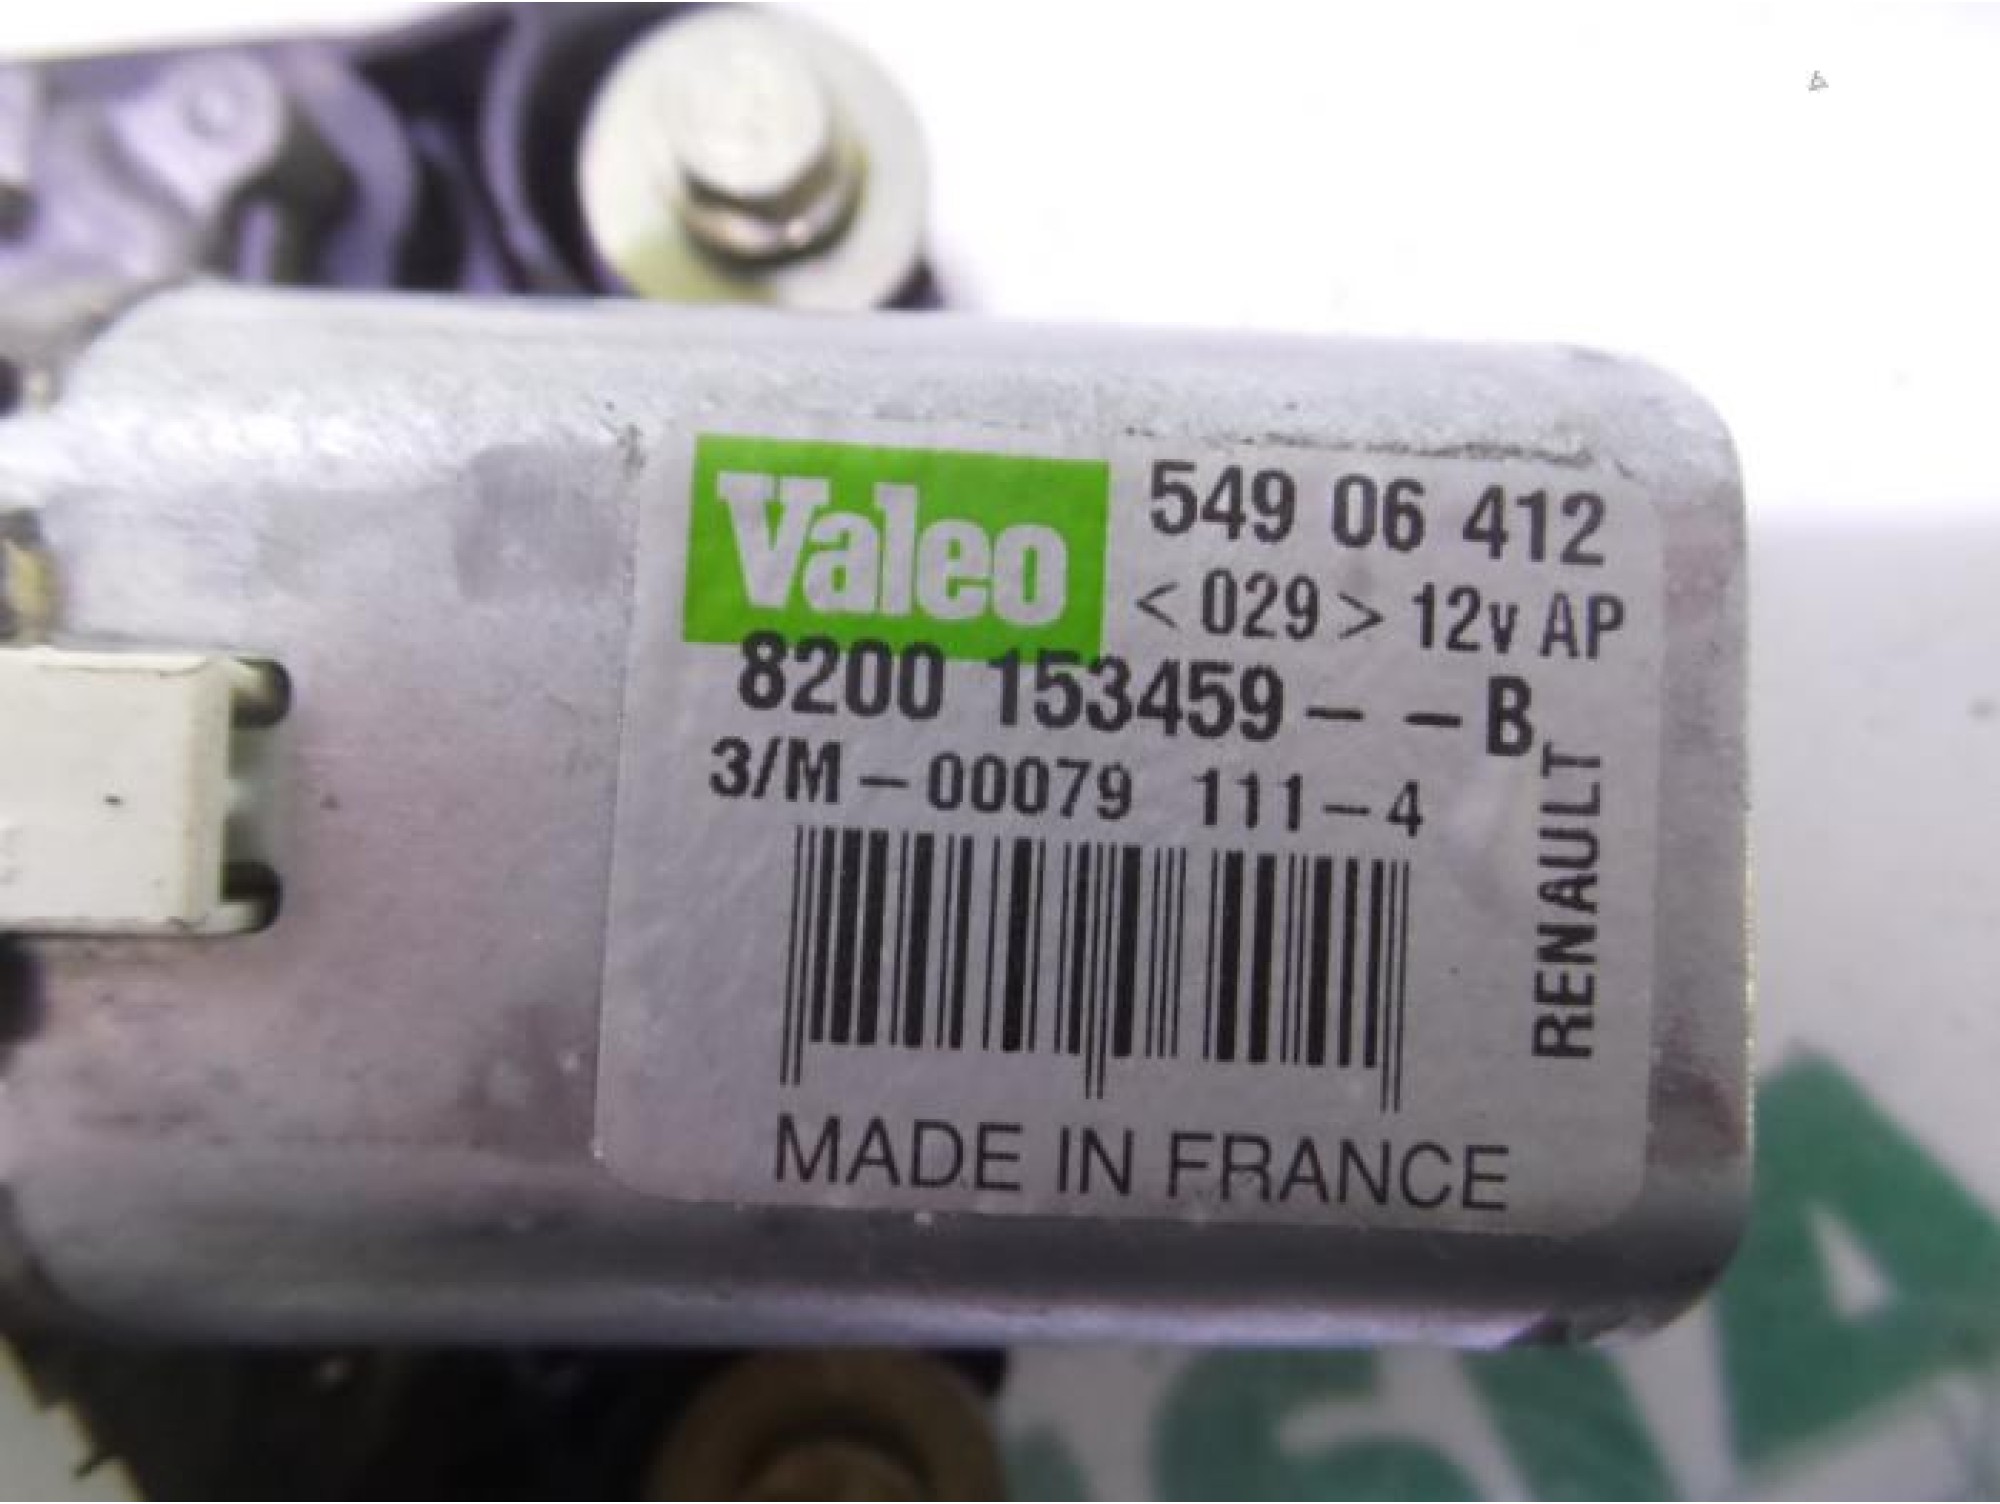 Valeo
549 06 412
<029> 12v AP
8200 153459 - - B
3/M - 00079 111 - 4
RENAULT
MADE IN FRANCE